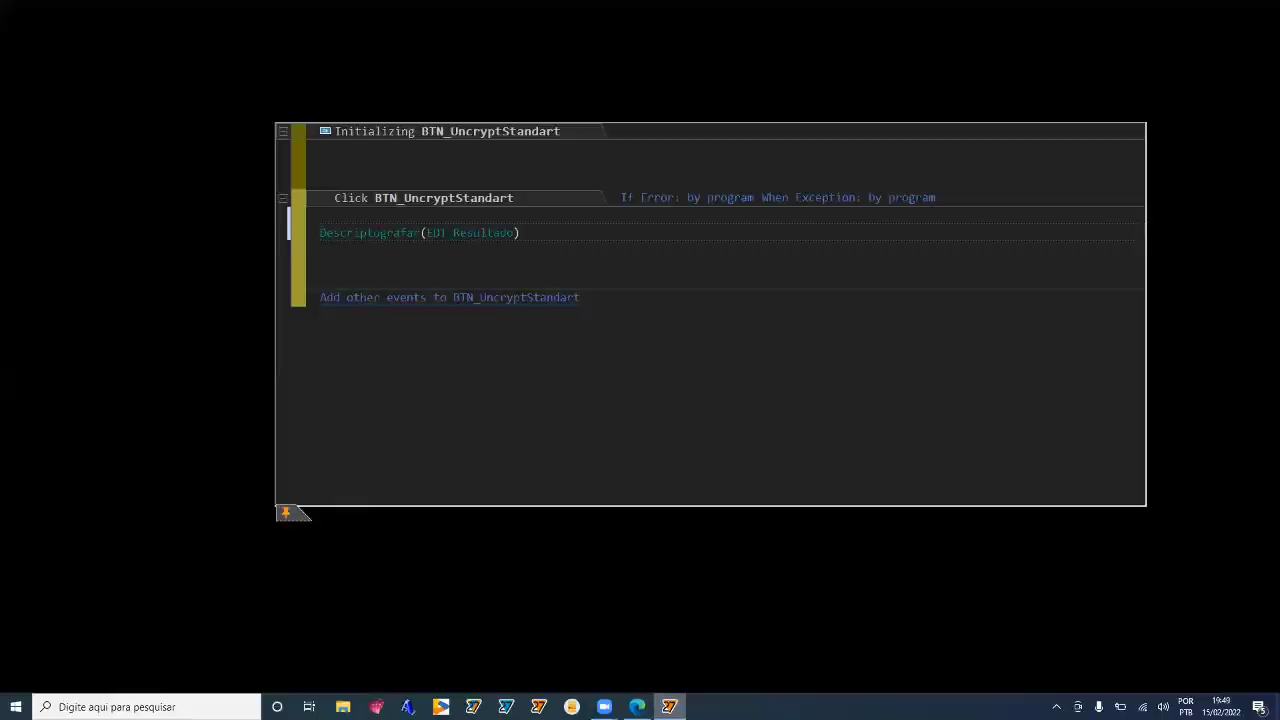 Initializing BTN_UncryptStandart
Click BTN_UncryptStandart If Error: by program When Exception: by program
Descriptografar(EDT_Resultado)
Add other events to BTN_UncryptStandart
Digite aqui para pesquisar
POR
PTB
19:49
15/02/2022